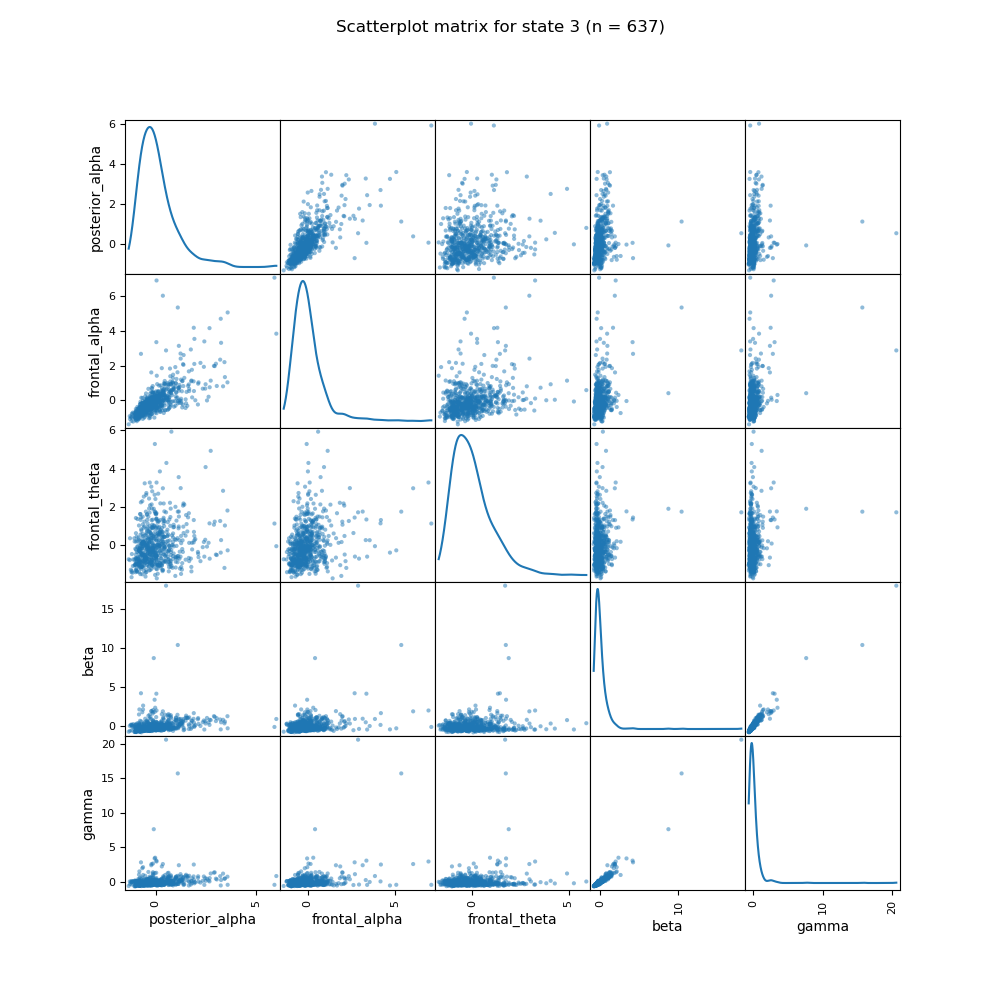 Scatterplot matrix for state 3 (n = 637)
posterior_alpha
6
4
2
0
frontal_alpha
6
4
2
0
frontal_theta
6
4
2
0
beta
15
10
5
0
gamma
20
15
10
5
0
0 5 0 5 0 5 0 10 0 10 20
posterior_alpha frontal_alpha frontal_theta beta gamma